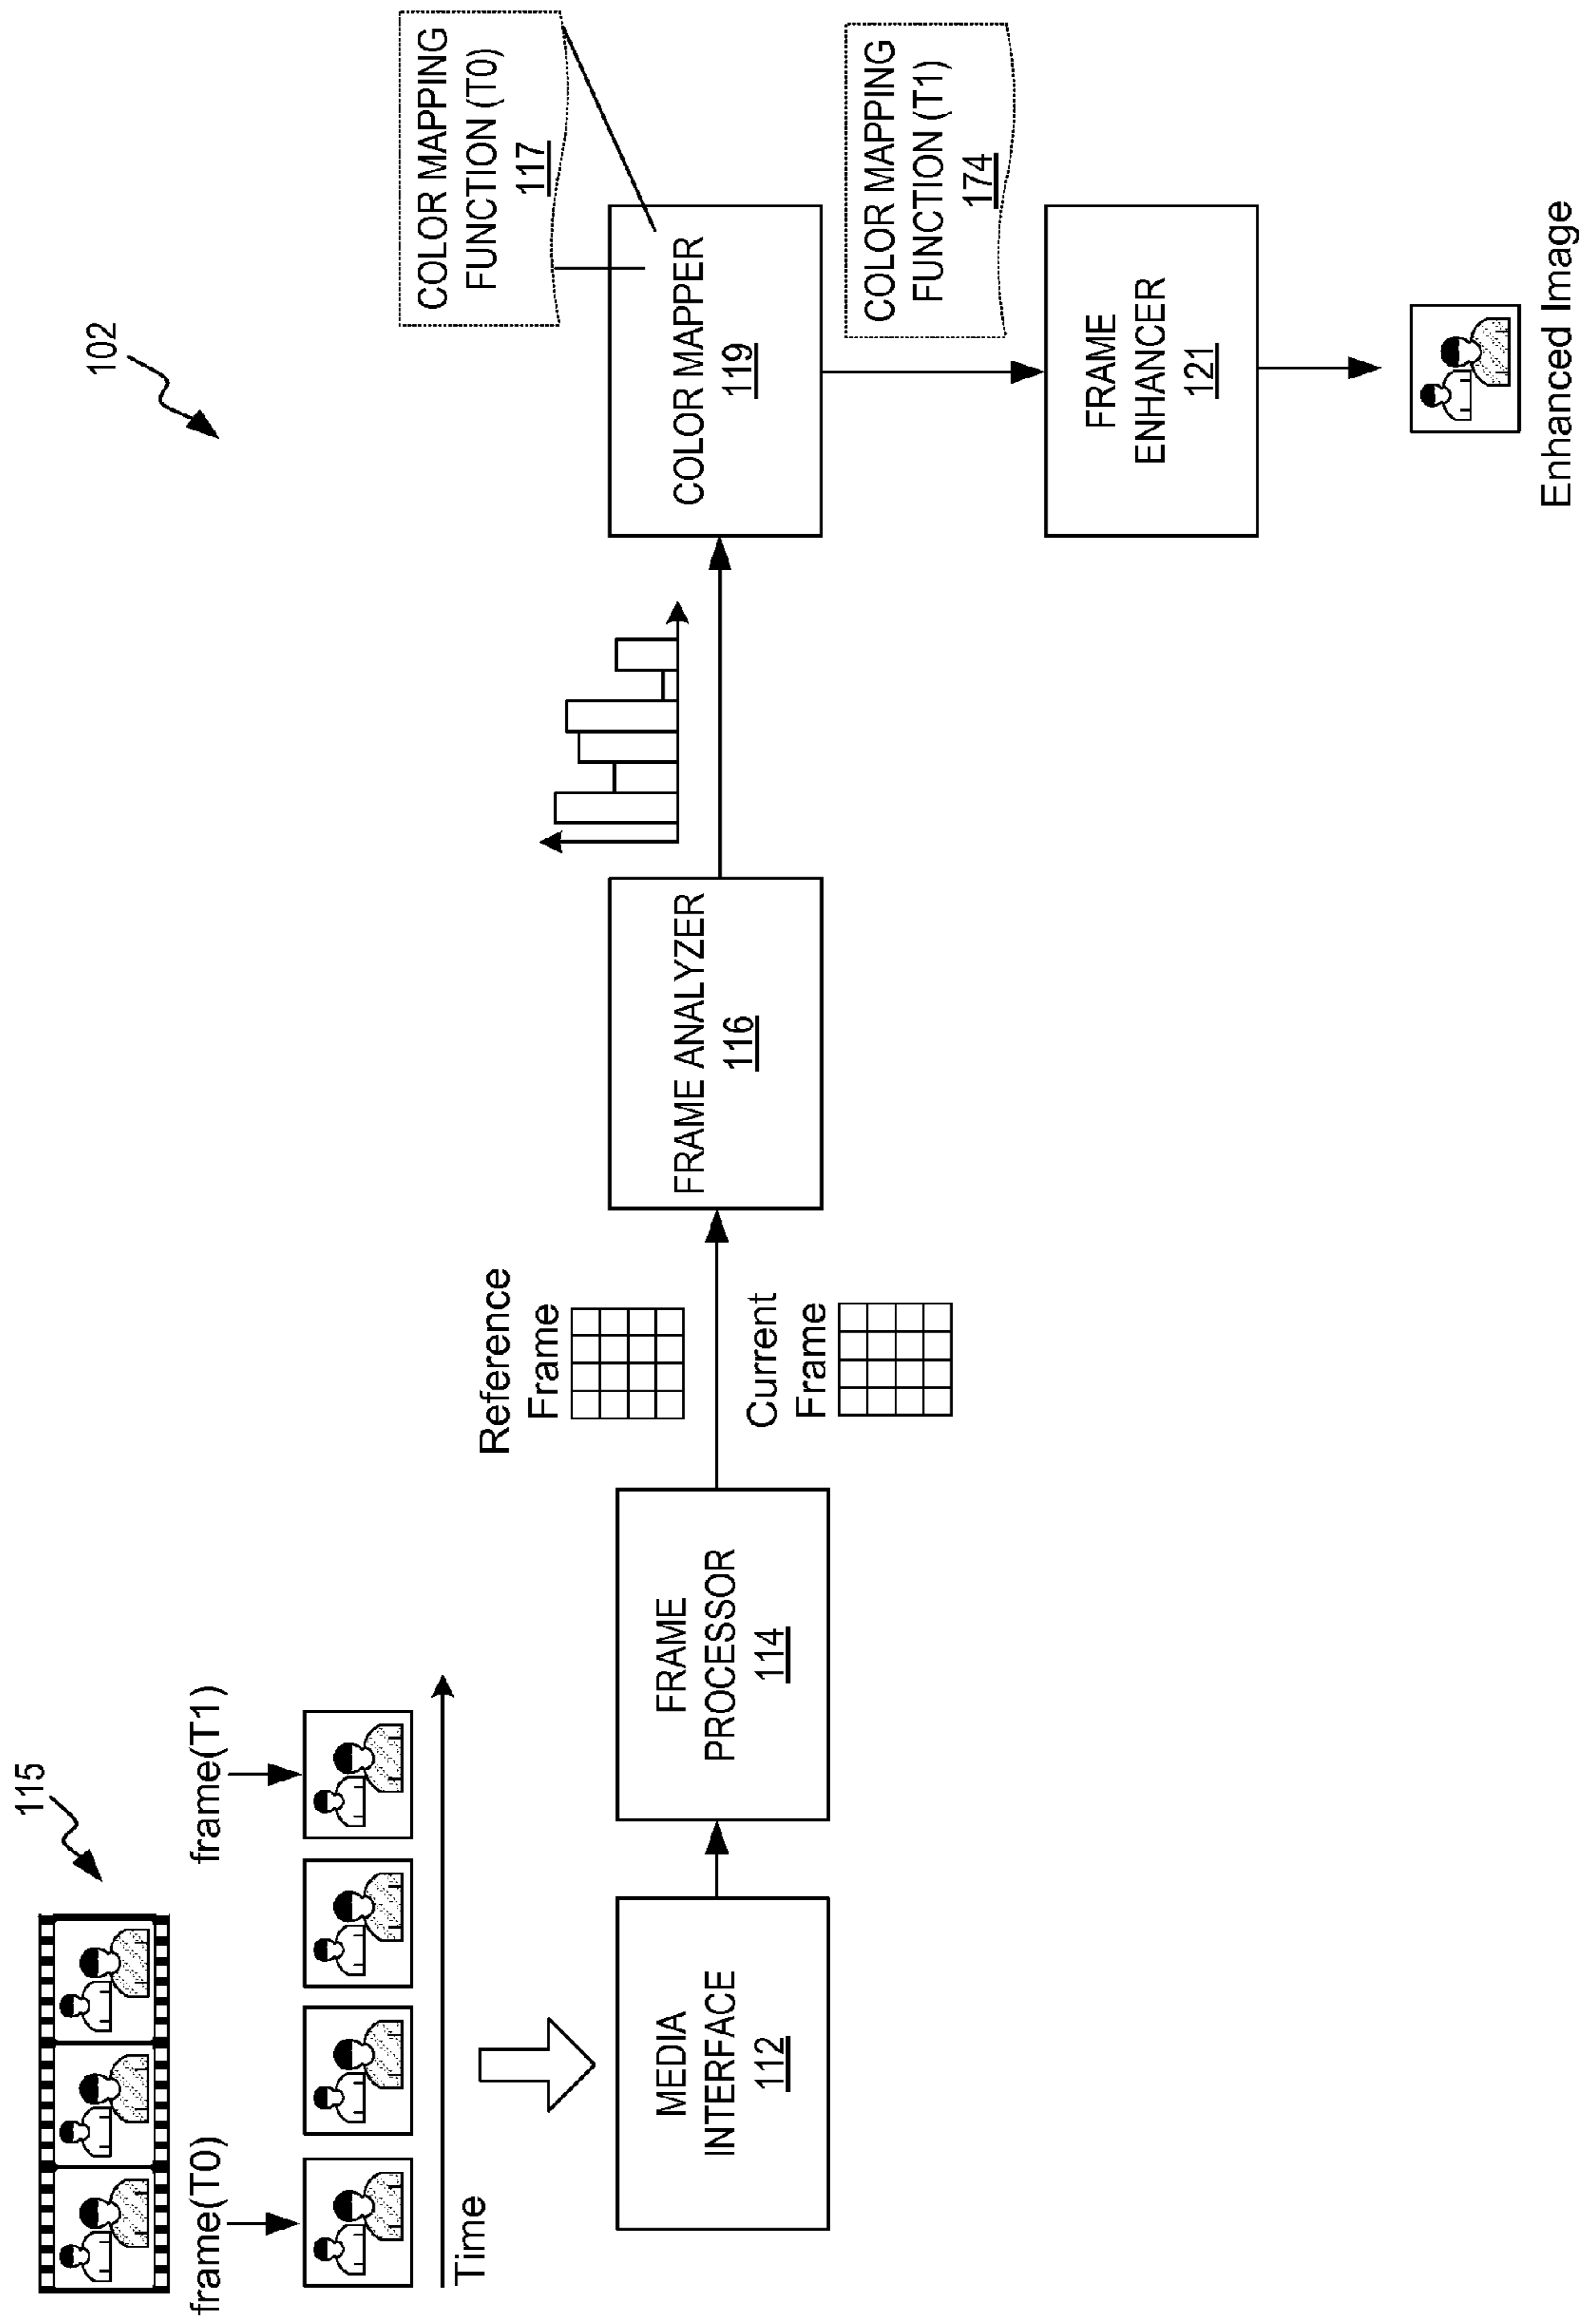 102
115
frame(T0)
frame(T1)
Time
MEDIA
INTERFACE
112
FRAME
PROCESSOR
114
Reference
Frame
Current
Frame
FRAME ANALYZER
116
COLOR MAPPING
FUNCTION (T0)
117
COLOR MAPPER
119
COLOR MAPPING
FUNCTION (T1)
174
FRAME
ENHANCER
121
Enhanced Image